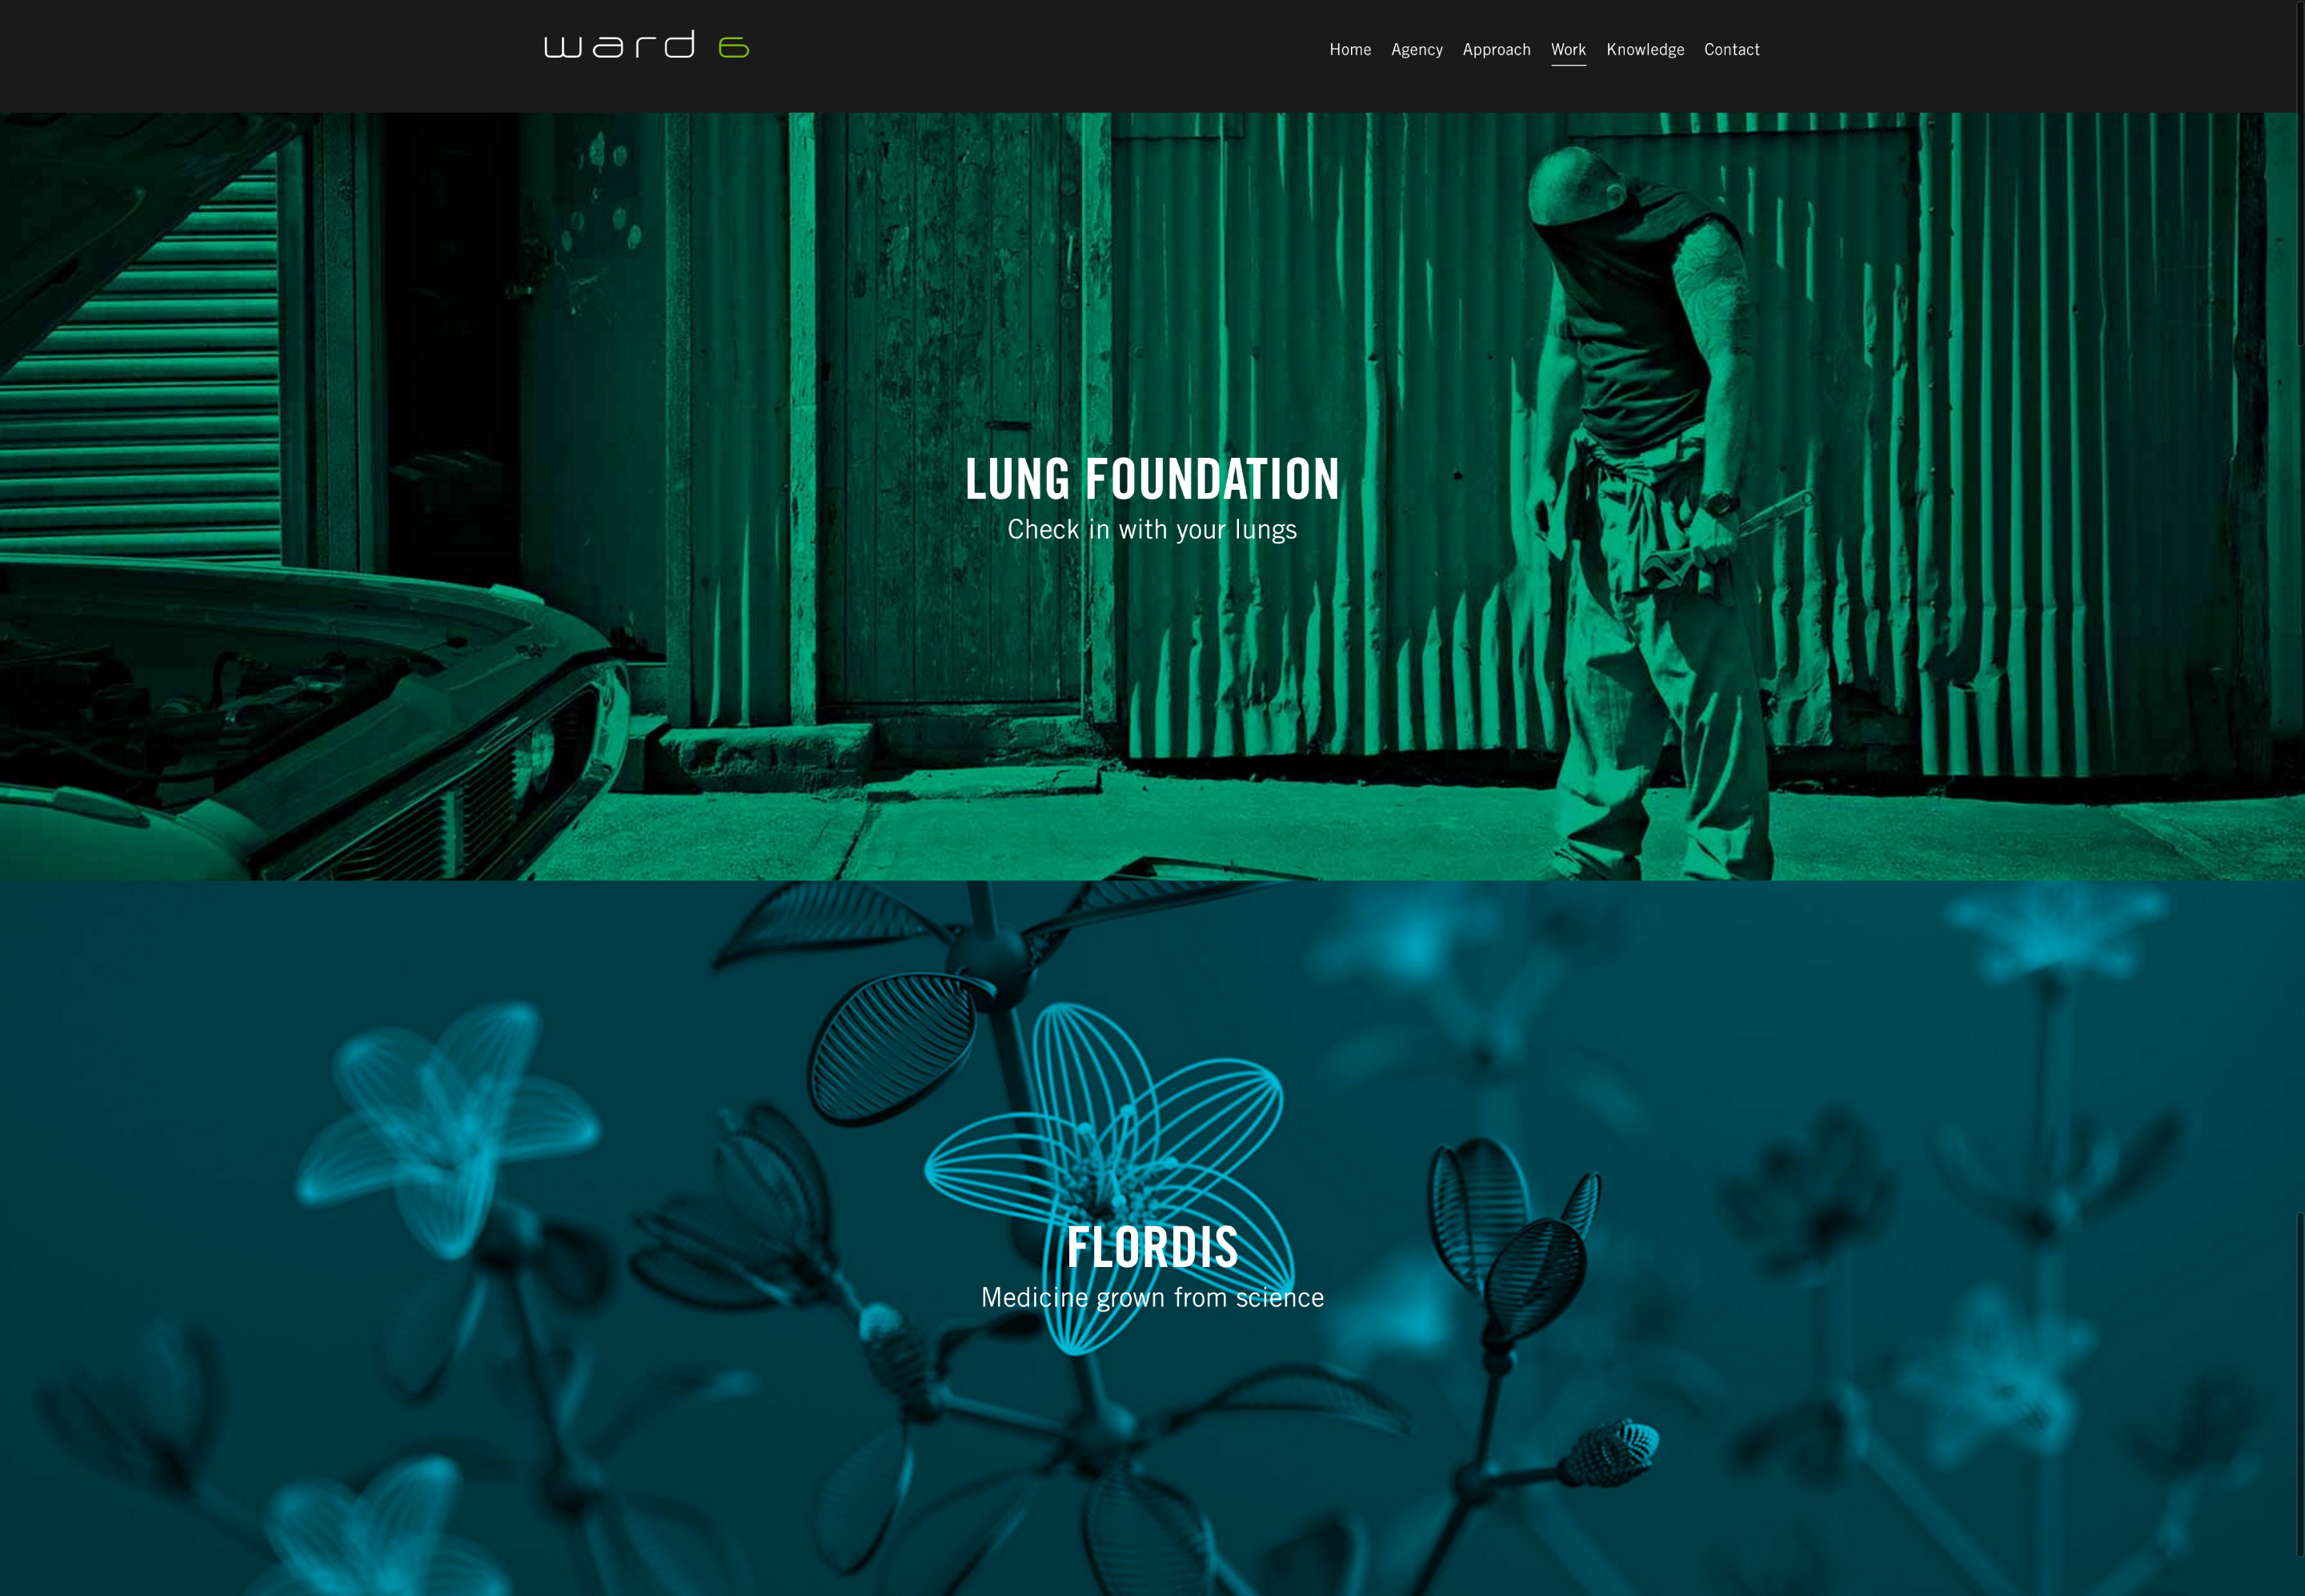 ward 6
Home Agency Approach Work Knowledge Contact
LUNG FOUNDATION
Check in with your lungs
FLORDIS
Medicine grown from science